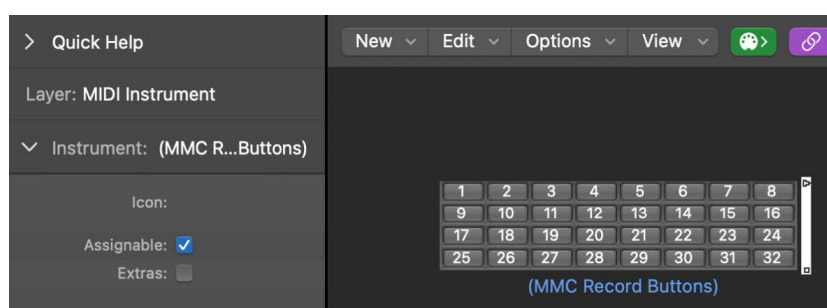 Quick Help
New Edit Options View
Layer: MIDI Instrument
Instrument: (MMC R...Buttons)
Icon:
Assignable:
Extras:
1 2 3 4 5 6 7 8
9 10 11 12 13 14 15 16
17 18 19 20 21 22 23 24
25 26 27 28 29 30 31 32
(MMC Record Buttons)